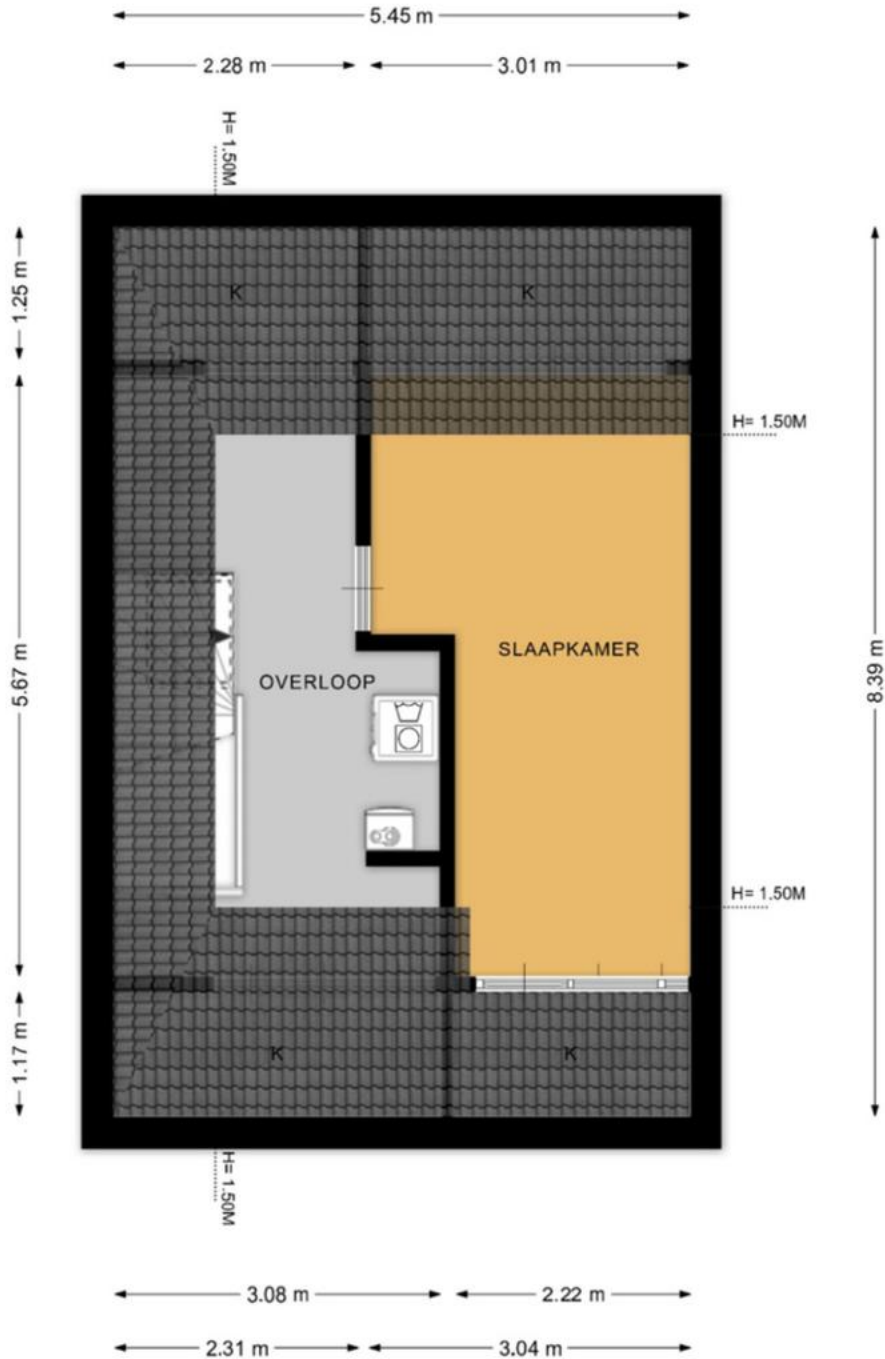 5.45 m
2.28 m
3.01 m
H= 1.50M
1.25 m
K
K
H= 1.50M
5.67 m
SLAAPKAMER
8.39 m
OVERLOOP
H= 1.50M
1.17 m
K
K
H= 1.50M
3.08 m
2.22 m
2.31 m
3.04 m